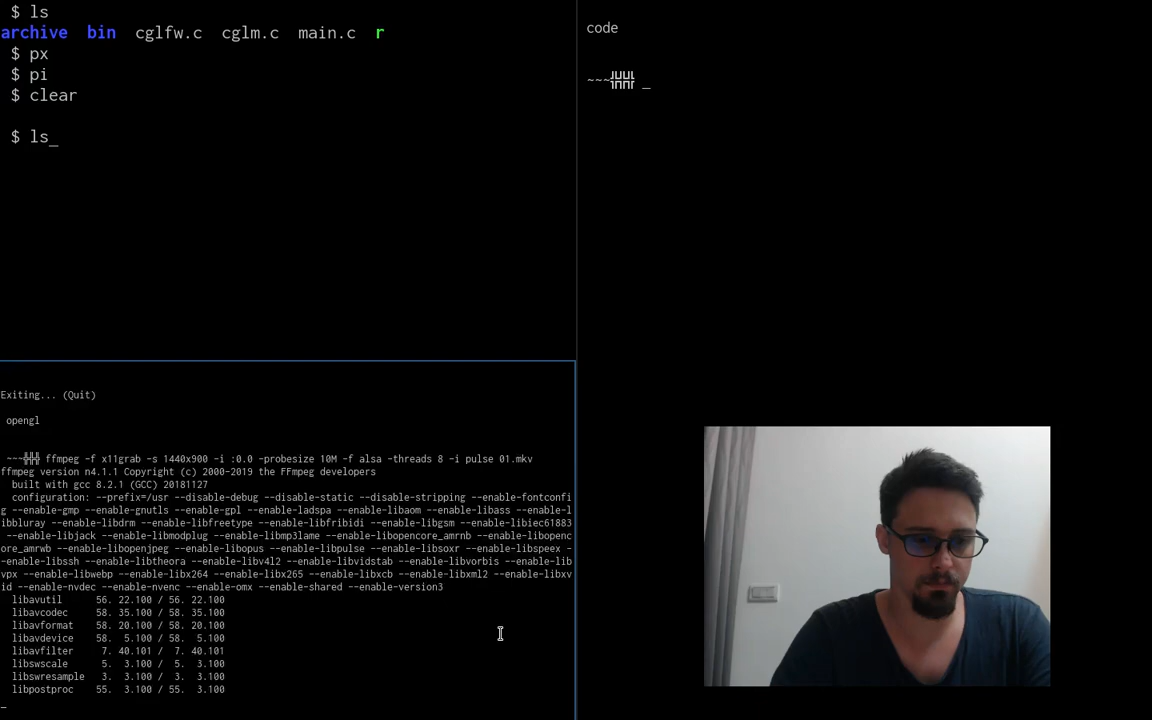 $ ls
archive bin cglfw.c cglm.c main.c r
$ px
$ pi
$ clear
$ ls_
code
~~~╬╬╬ _
Exiting... (Quit)
opengl
~~~╬╬╬ ffmpeg -f x11grab -s 1440x900 -i :0.0 -probesize 10M -f alsa -threads 8 -i pulse 01.mkv
ffmpeg version n4.1.1 Copyright (c) 2000-2019 the FFmpeg developers
built with gcc 8.2.1 (GCC) 20181127
configuration: --prefix=/usr --disable-debug --disable-static --disable-stripping --enable-fontconfi
g --enable-gmp --enable-gnutls --enable-gpl --enable-ladspa --enable-libaom --enable-libass --enable-l
ibbluray --enable-libdrm --enable-libfreetype --enable-libfribidi --enable-libgsm --enable-libiec61883
--enable-libjack --enable-libmodplug --enable-libmp3lame --enable-libopencore_amrnb --enable-libopenc
ore_amrwb --enable-libopenjpeg --enable-libopus --enable-libpulse --enable-libsoxr --enable-libspeex -
-enable-libssh --enable-libtheora --enable-libv4l2 --enable-libvidstab --enable-libvorbis --enable-lib
vpx --enable-libwebp --enable-libx264 --enable-libx265 --enable-libxcb --enable-libxml2 --enable-libxv
id --enable-nvdec --enable-nvenc --enable-omx --enable-shared --enable-version3
libavutil 56. 22.100 / 56. 22.100
libavcodec 58. 35.100 / 58. 35.100
libavformat 58. 20.100 / 58. 20.100
libavdevice 58. 5.100 / 58. 5.100
libavfilter 7. 40.101 / 7. 40.101
libswscale 5. 3.100 / 5. 3.100
libswresample 3. 3.100 / 3. 3.100
libpostproc 55. 3.100 / 55. 3.100
_